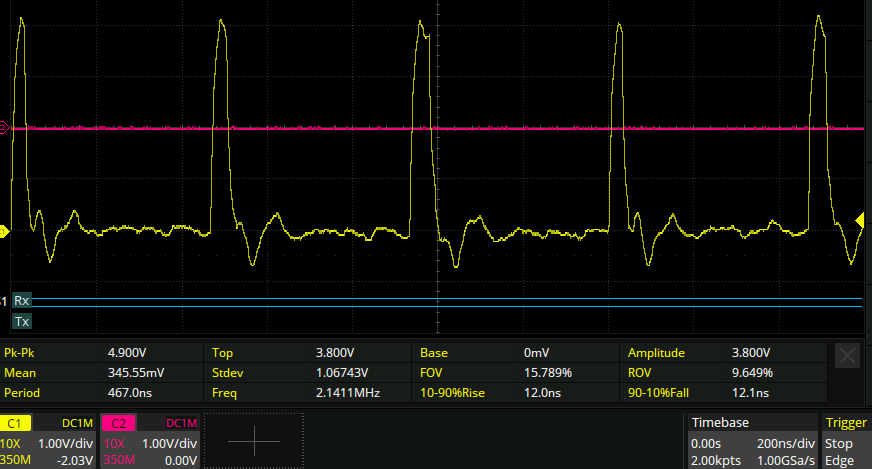 S1 Rx
Tx
Pk-Pk 4.900V Top 3.800V Base 0mV Amplitude 3.800V
Mean 345.55mV Stdev 1.06743V FOV 15.789% ROV 9.649%
Period 467.0ns Freq 2.1411MHz 10-90%Rise 12.0ns 90-10%Fall 12.1ns
C1 DC1M C2 DC1M Timebase Trigger
10X 1.00V/div 10X 1.00V/div 0.00s 200ns/div Stop
350M -2.03V 350M 0.00V 2.00kpts 1.00GSa/s Edge